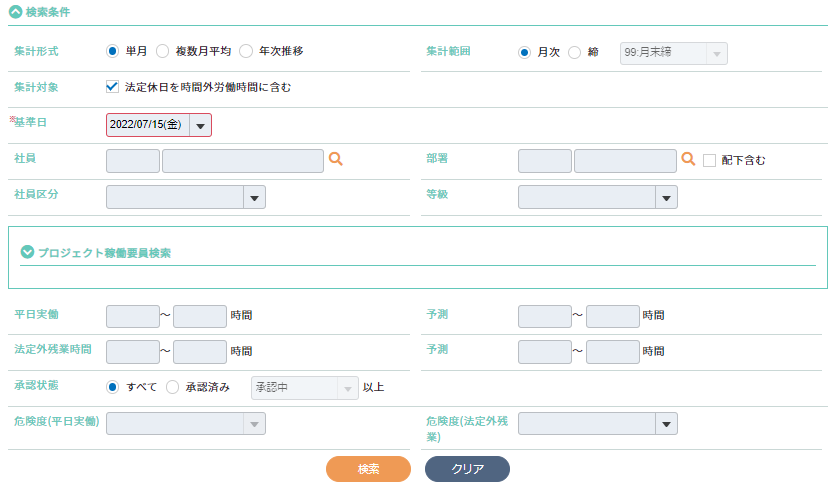 検索条件
集計形式 単月 複数月平均 年次推移 集計範囲 月次 締 99:月末締
集計対象 法定休日を時間外労働時間に含む
※基準日 2022/07/15(金)
社員 部署 配下含む
社員区分 等級
プロジェクト稼働要員検索
平日実働 ～ 時間 予測 ～ 時間
法定外残業時間 ～ 時間 予測 ～ 時間
承認状態 すべて 承認済み 承認中 以上
危険度(平日実働) 危険度(法定外残
業)
検索 クリア